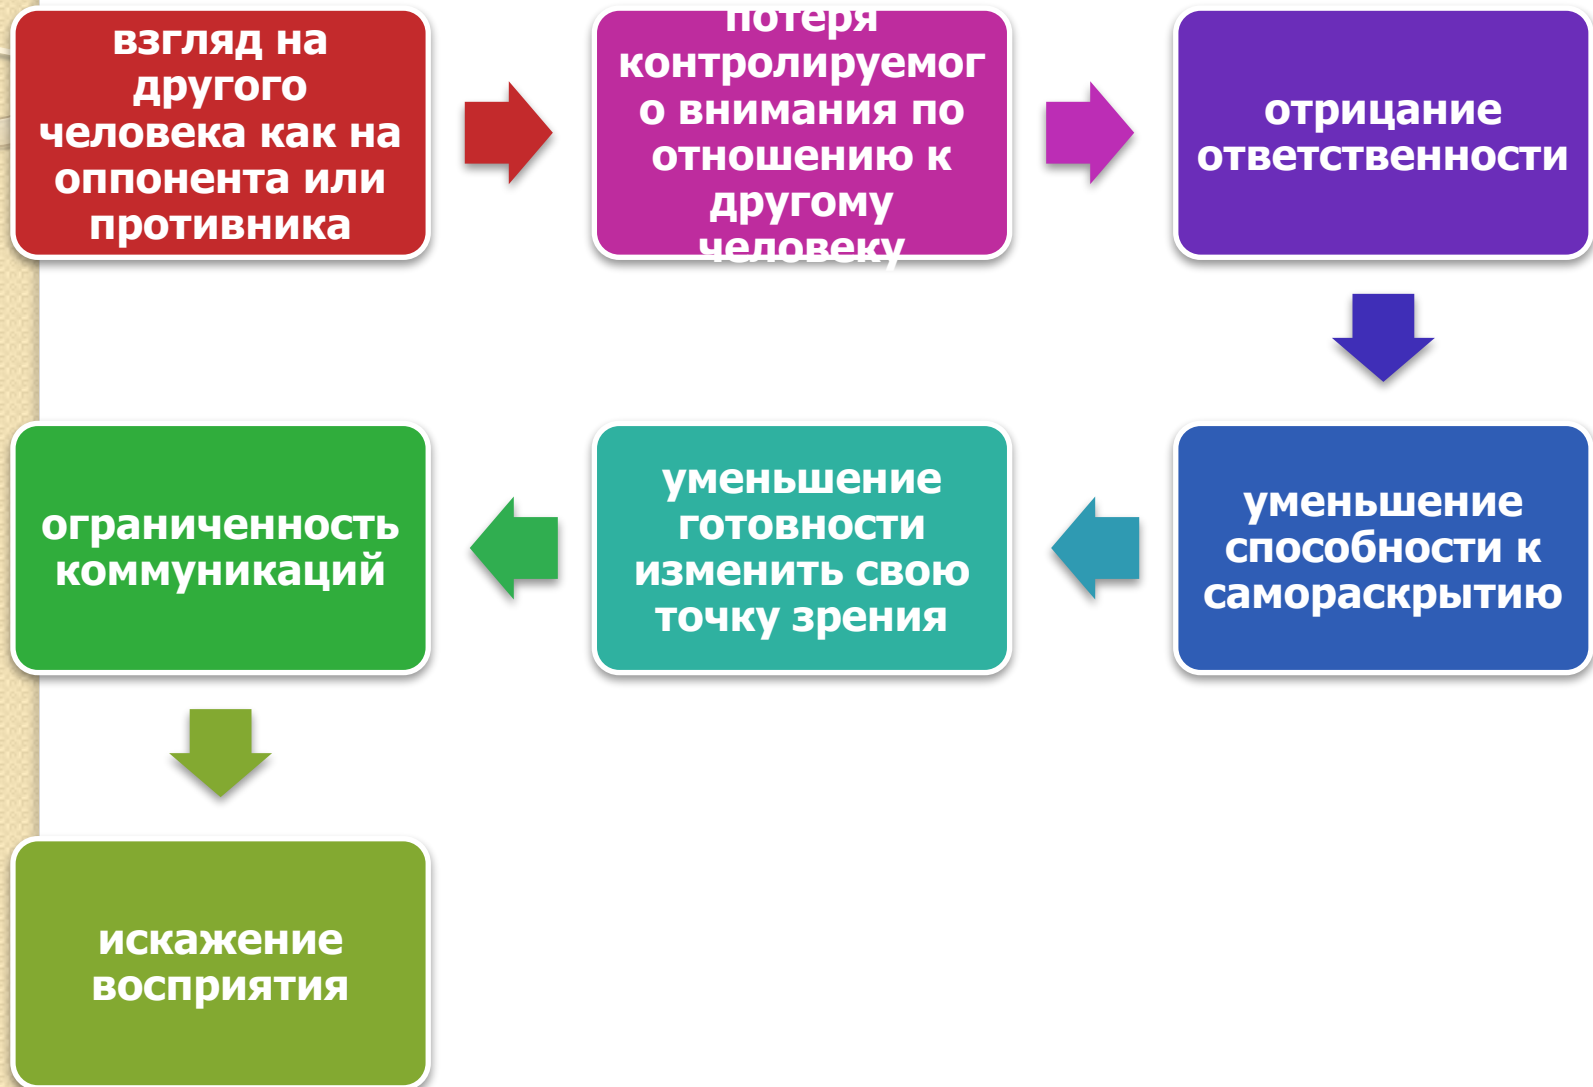 взгляд на
другого
человека как на
оппонента или
противника
потеря
контролируемог
о внимания по
отношению к
другому
человеку
отрицание
ответственности
уменьшение
способности к
самораскрытию
уменьшение
готовности
изменить свою
точку зрения
ограниченность
коммуникаций
искажение
восприятия